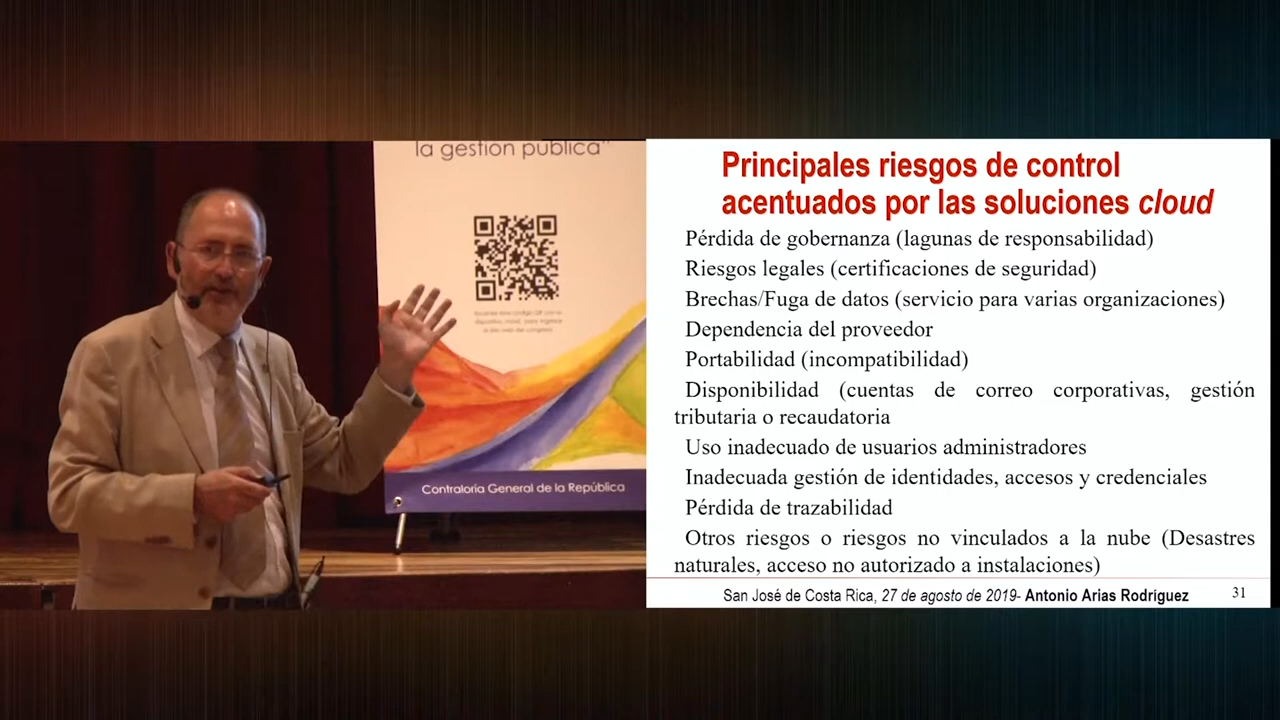 la gestión pública"
Contraloría General de la República
Principales riesgos de control
acentuados por las soluciones cloud
Pérdida de gobernanza (lagunas de responsabilidad)
Riesgos legales (certificaciones de seguridad)
Brechas/Fuga de datos (servicio para varias organizaciones)
Dependencia del proveedor
Portabilidad (incompatibilidad)
Disponibilidad (cuentas de correo corporativas, gestión
tributaria o recaudatoria
Uso inadecuado de usuarios administradores
Inadecuada gestión de identidades, accesos y credenciales
Pérdida de trazabilidad
Otros riesgos o riesgos no vinculados a la nube (Desastres
naturales, acceso no autorizado a instalaciones)
San José de Costa Rica, 27 de agosto de 2019- Antonio Arias Rodríguez
31